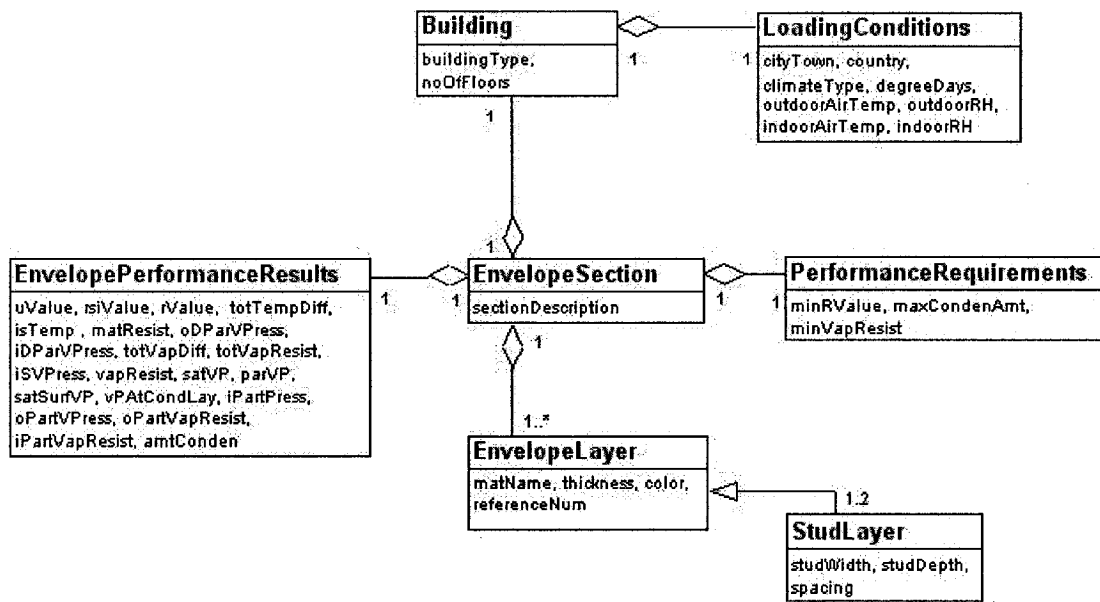 Building
buildingType,
noOfFloors
1
1
LoadingConditions
cityTown, country,
climateType, degreeDays,
outdoorAirTemp, outdoorRH,
indoorAirTemp, indoorRH
1
1
EnvelopePerformanceResults
uValue, rsiValue, rValue, totTempDiff,
isTemp , matResist, oDParVPress,
iDParVPress, totVapDiff, totVapResist,
iSVPress, vapResist, satVP, parVP,
satSurfVP, vPAtCondLay, iPartPress,
oPartVPress, oPartVapResist,
iPartVapResist, amtConden
1
1
EnvelopeSection
sectionDescription
1
1
PerformanceRequirements
minRValue, maxCondenAmt,
minVapResist
1
1..*
EnvelopeLayer
matName, thickness, color,
referenceNum
1..2
StudLayer
studWidth, studDepth,
spacing